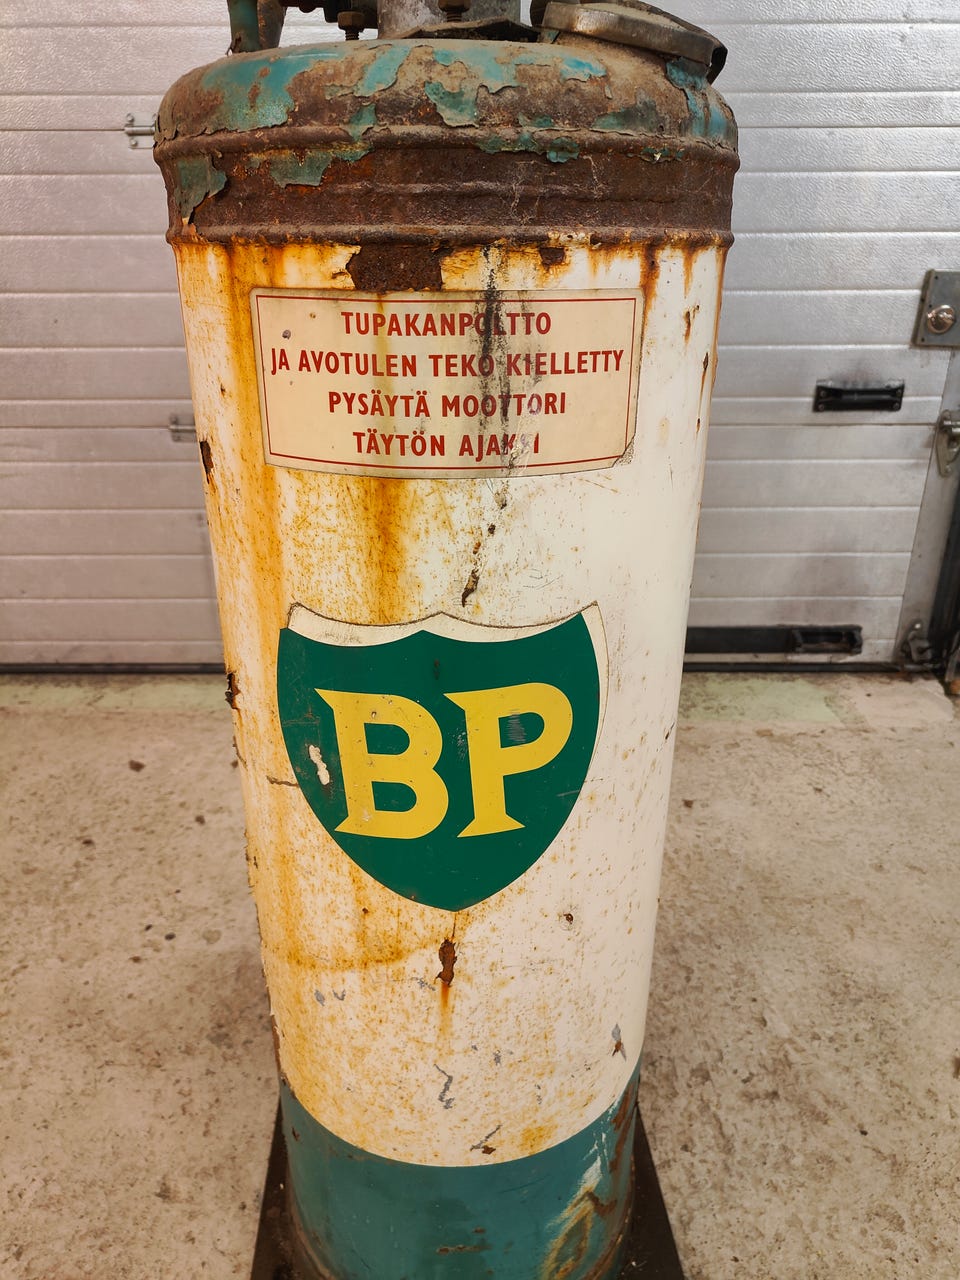 TUPAKANPOLTTO
JA AVOTULEN TEKO KIELLETTY
PYSÄYTÄ MOOTTORI
TÄYTÖN AJAKSI
BP